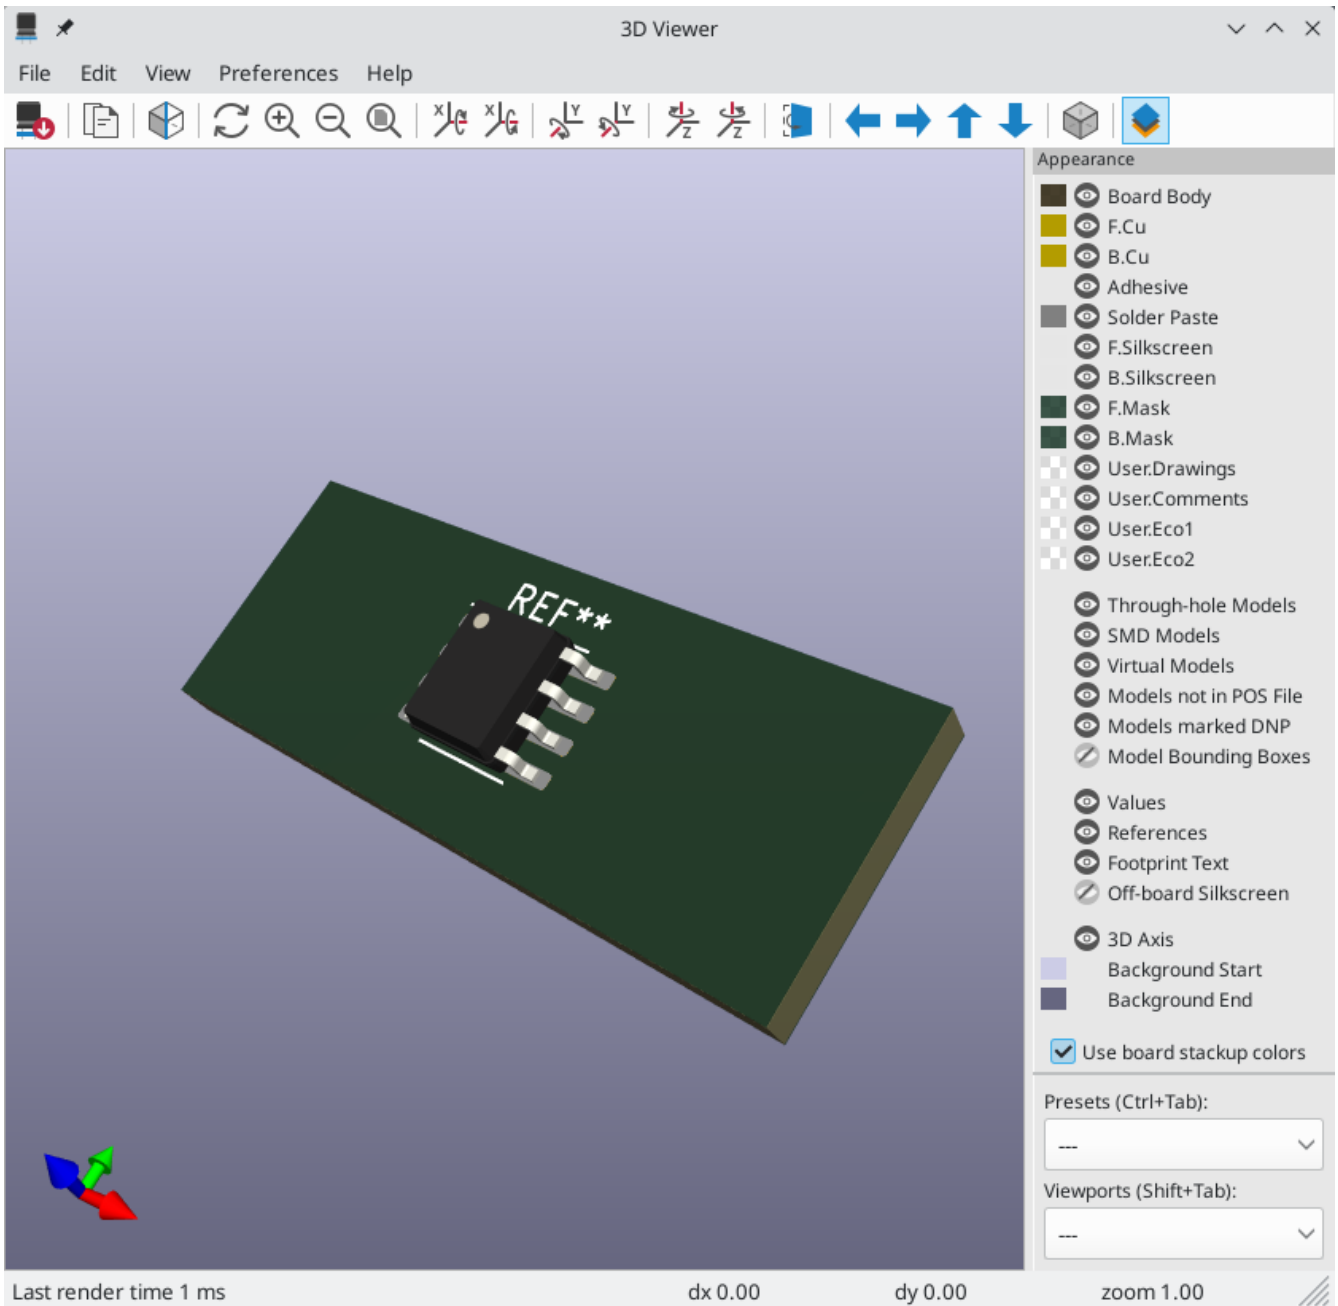 3D Viewer
File Edit View Preferences Help
Appearance
Board Body
F.Cu
B.Cu
Adhesive
Solder Paste
F.Silkscreen
B.Silkscreen
F.Mask
B.Mask
User.Drawings
User.Comments
User.Eco1
User.Eco2
Through-hole Models
SMD Models
Virtual Models
Models not in POS File
Models marked DNP
Model Bounding Boxes
Values
References
Footprint Text
Off-board Silkscreen
3D Axis
Background Start
Background End
Use board stackup colors
Presets (Ctrl+Tab):
---
Viewports (Shift+Tab):
---
REF**
Last render time 1 ms dx 0.00 dy 0.00 zoom 1.00